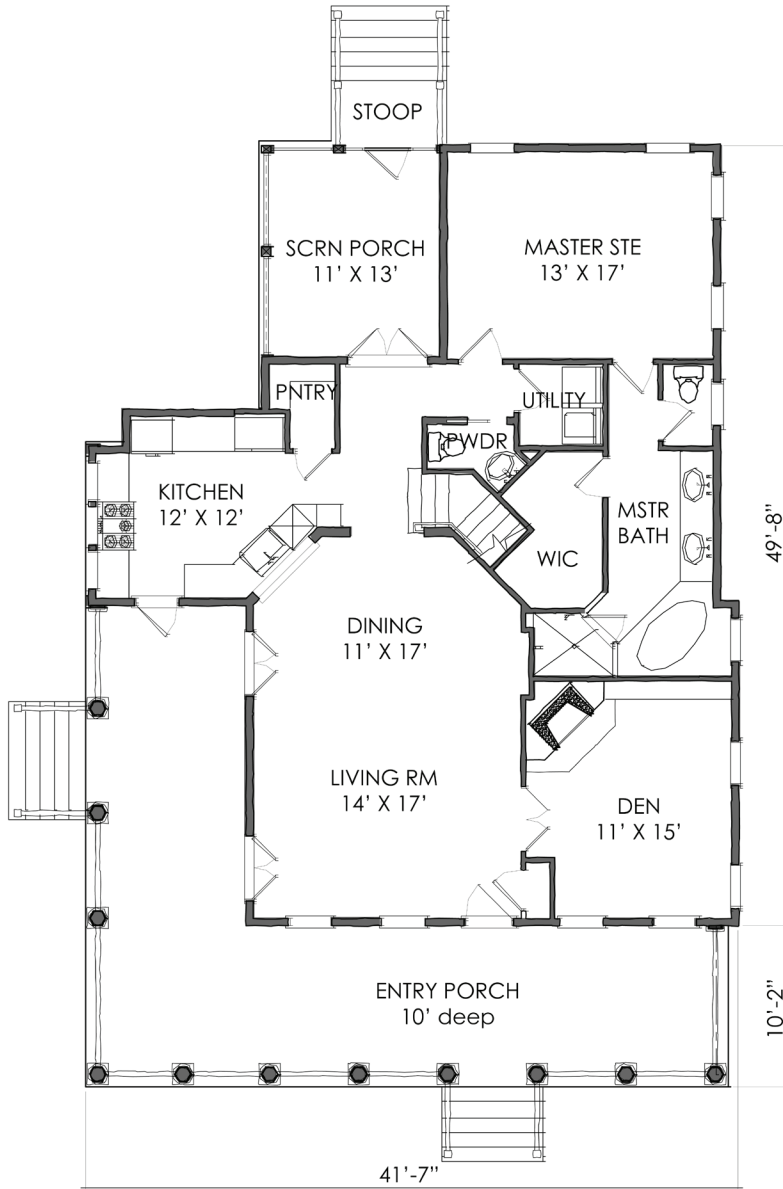 STOOP
SCRN PORCH
11’ X 13’
MASTER STE
13’ X 17’
PNTRY
UTILITY
PWDR
KITCHEN
12’ X 12’
MSTR
BATH
WIC
49’-8”
DINING
11’ X 17’
LIVING RM
14’ X 17’
DEN
11’ X 15’
ENTRY PORCH
10’ deep
10’-2”
41’-7”